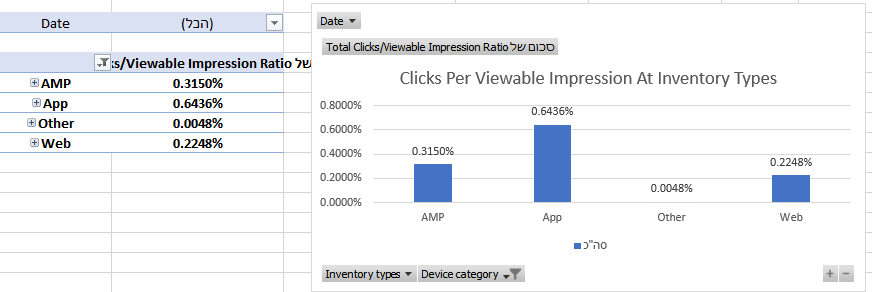 Date (הכל)
ks/Viewable Impression Ratio של
AMP 0.3150%
App 0.6436%
Other 0.0048%
Web 0.2248%
Date
Total Clicks/Viewable Impression Ratio סכום של
Clicks Per Viewable Impression At Inventory Types
0.8000%
0.6000%
0.4000%
0.2000%
0.0000%
0.3150%
0.6436%
0.0048%
0.2248%
AMP App Other Web
סה"כ
Inventory types Device category